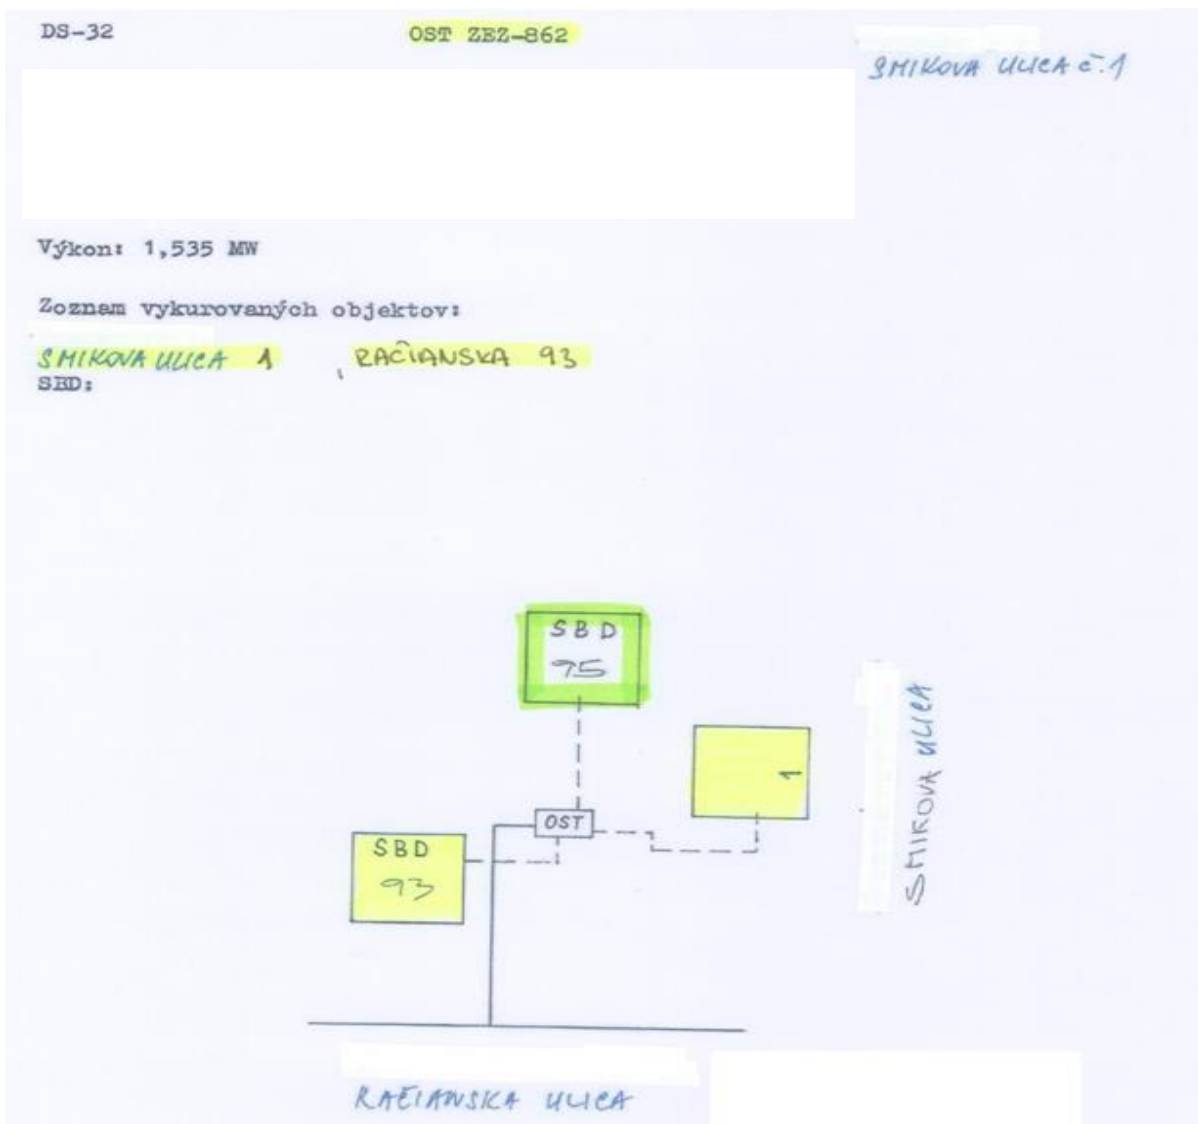 DS-32 OST ZEZ-862
SMIKOVA ULICA č.1
Výkon: 1,535 MW
Zoznam vykurovaných objektov:
SMIKOVA ULICA 1 , RAČIANSKA 93
SBD:
SBD
95
1
OST
SBD
93
SMIKOVA ULICA
RAČIANSKA ULICA